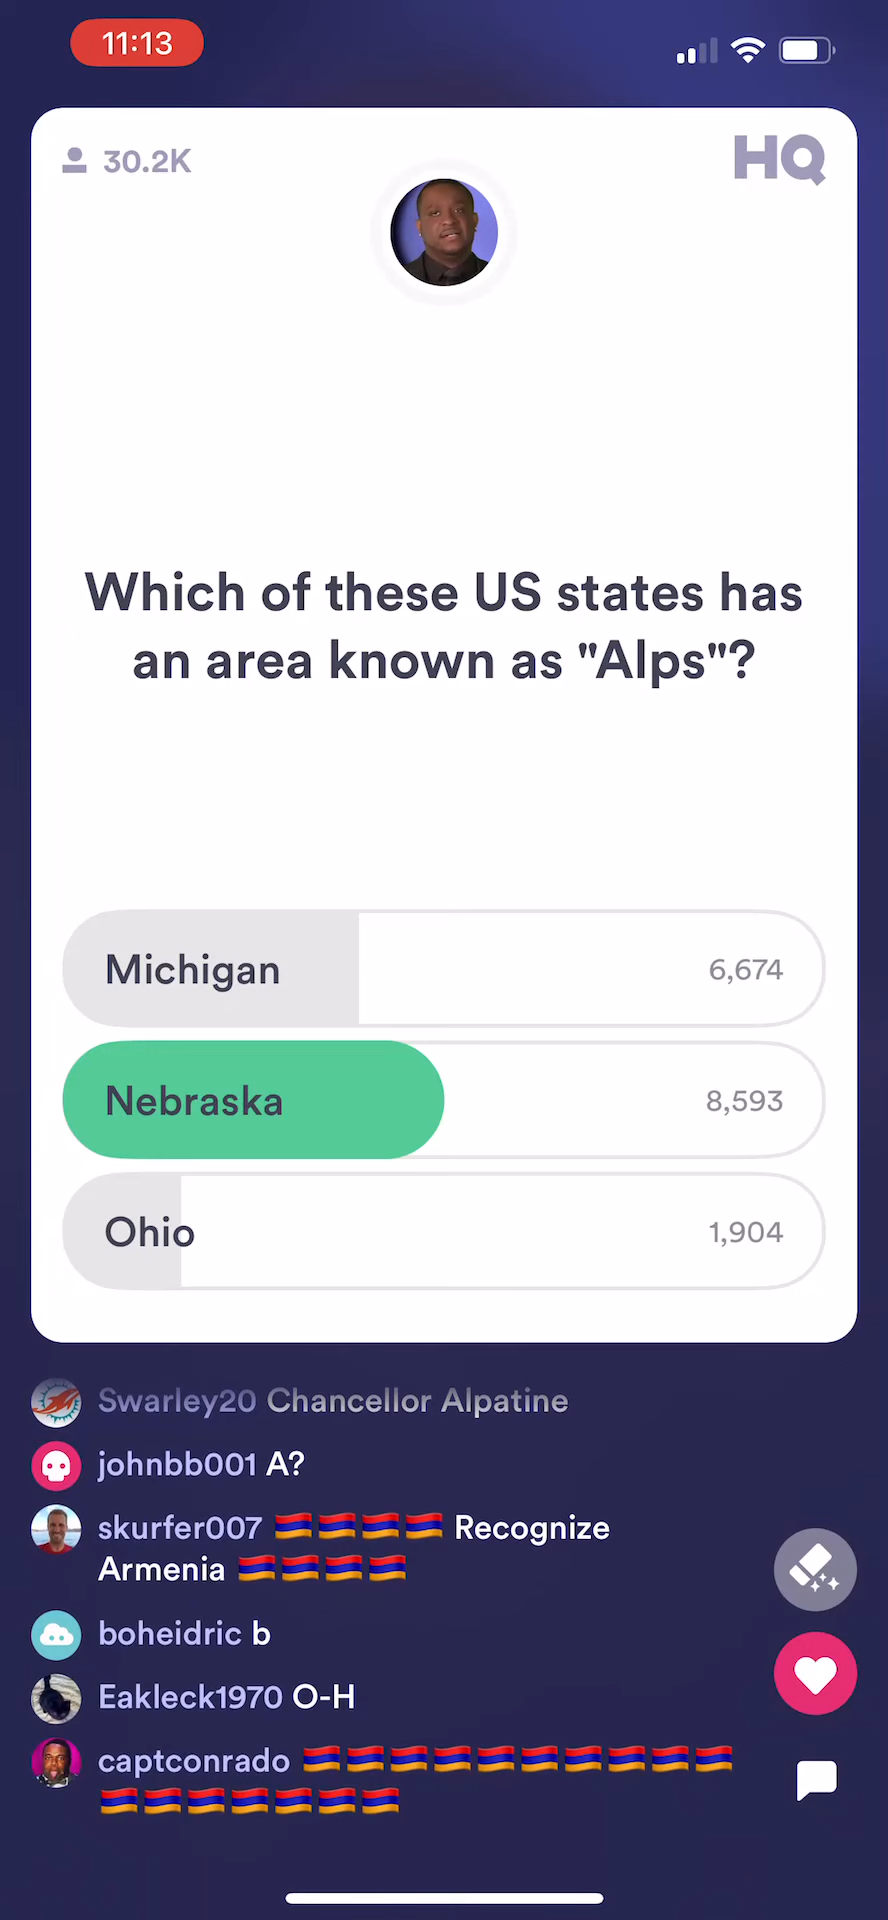 11:13
30.2K
HQ
Which of these US states has
an area known as "Alps"?
Michigan 6,674
Nebraska 8,593
Ohio 1,904
Swarley20 Chancellor Alpatine
johnbb001 A?
skurfer007 🇦🇲🇦🇲🇦🇲🇦🇲 Recognize
Armenia 🇦🇲🇦🇲🇦🇲🇦🇲
boheidric b
Eakleck1970 O-H
captconrado 🇦🇲🇦🇲🇦🇲🇦🇲🇦🇲🇦🇲🇦🇲🇦🇲🇦🇲🇦🇲
🇦🇲🇦🇲🇦🇲🇦🇲🇦🇲🇦🇲🇦🇲